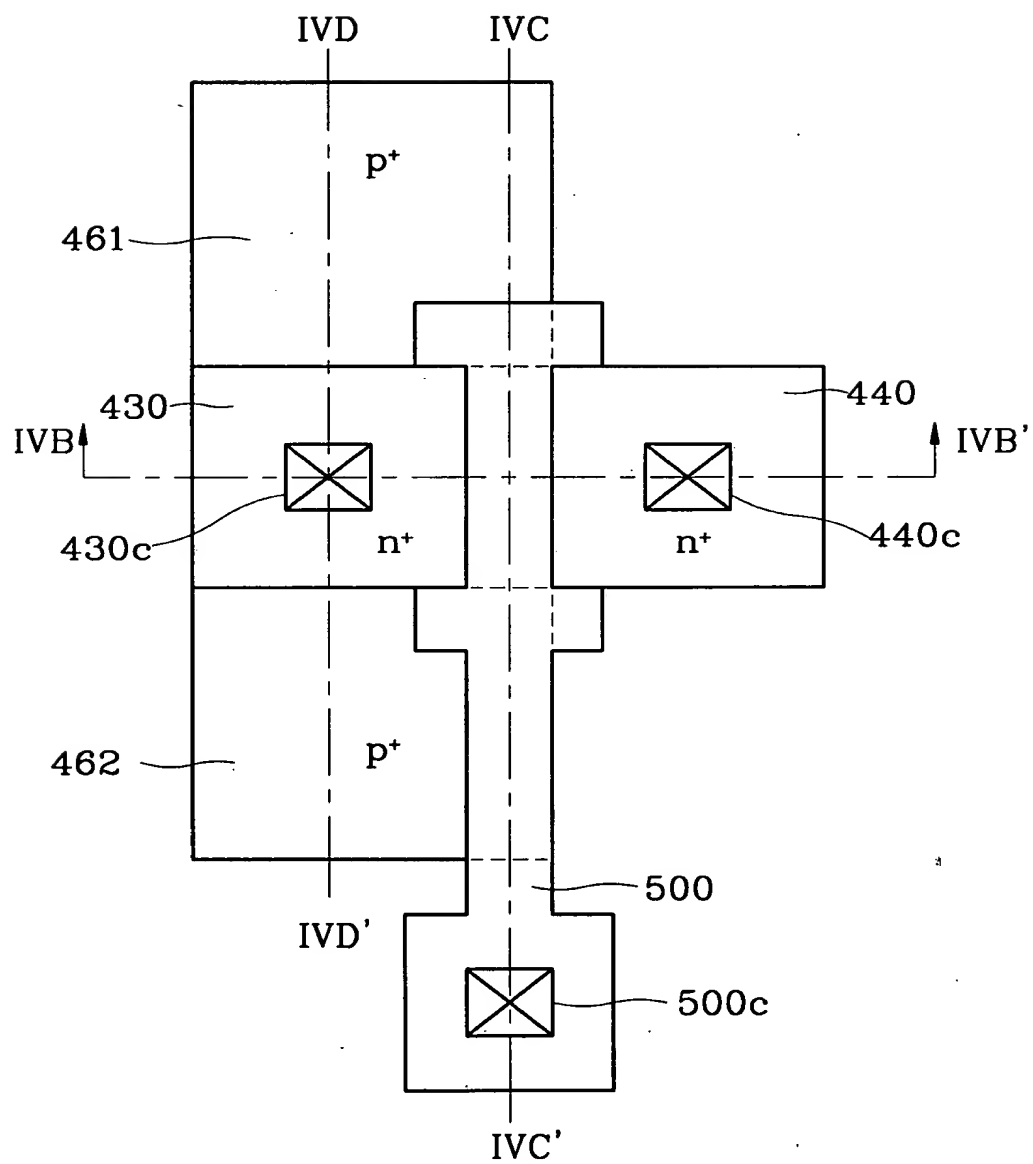 IVD IVC
p+
461
430 440
IVB IVB'
430c n+ n+ 440c
462 p+
500
IVD'
500c
IVC'